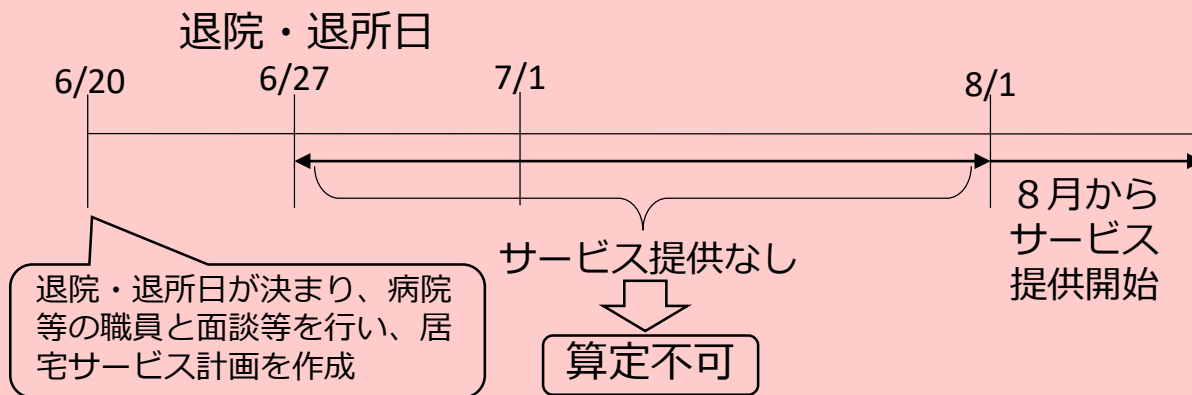 退院・退所日
6/20
6/27
7/1
8/1
８月から
サービス
提供開始
サービス提供なし
退院・退所日が決まり、病院
等の職員と面談等を行い、居
宅サービス計画を作成
算定不可